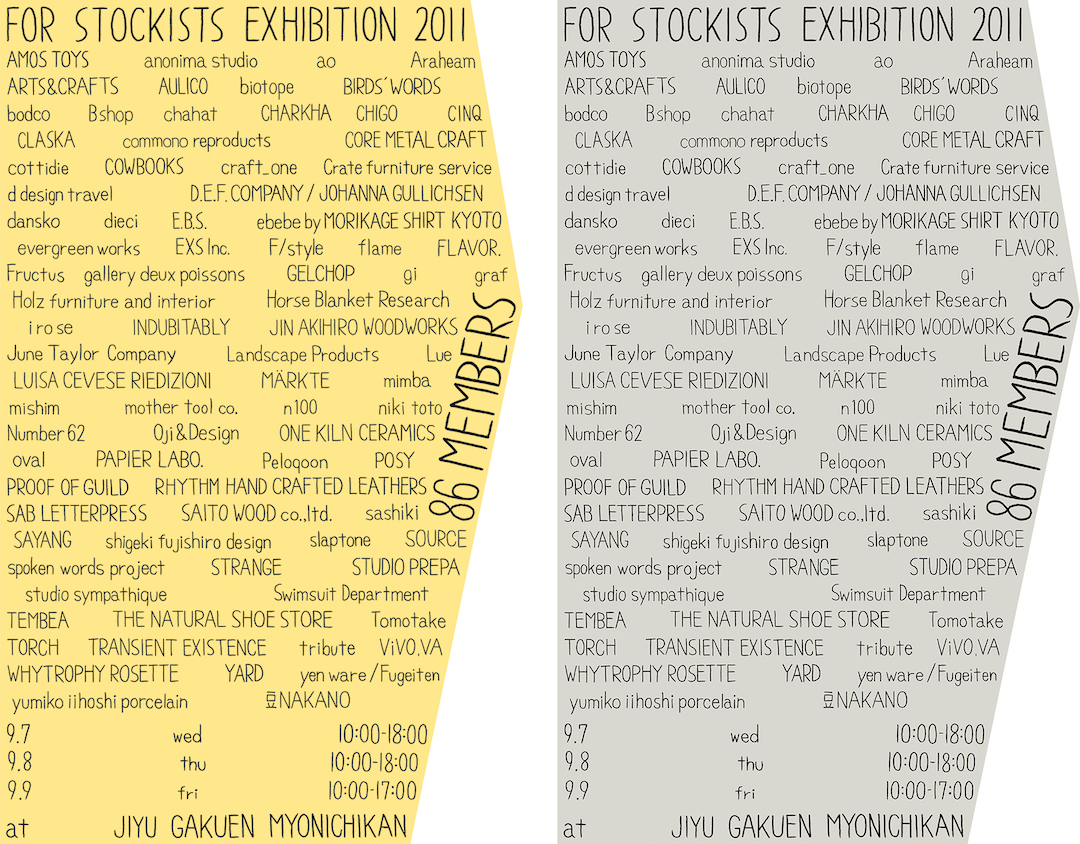 FOR STOCKISTS EXHIBITION 2011
AMOS TOYS anonima studio ao Araheam
ARTS&CRAFTS AULICO biotope BIRDS'WORDS
bodco Bshop chahat CHARKHA CHIGO CINQ
CLASKA commono reproducts CORE METAL CRAFT
cottidie COWBOOKS craft_one Crate furniture service
d design travel D.E.F. COMPANY / JOHANNA GULLICHSEN
dansko dieci E.B.S. ebebe by MORIKAGE SHIRT KYOTO
evergreen works EXS Inc. F/style flame FLAVOR.
Fructus gallery deux poissons GELCHOP gi graf
Holz furniture and interior Horse Blanket Research
i ro se INDUBITABLY JIN AKIHIRO WOODWORKS
June Taylor Company Landscape Products Lue
LUISA CEVESE RIEDIZIONI MÄRKTE mimba
mishim mother tool co. n100 niki toto
Number 62 Oji&Design ONE KILN CERAMICS
oval PAPIER LABO. Peloqoon POSY
PROOF OF GUILD RHYTHM HAND CRAFTED LEATHERS
SAB LETTERPRESS SAITO WOOD co.,ltd. sashiki
SAYANG shigeki fujishiro design slaptone SOURCE
spoken words project STRANGE STUDIO PREPA
studio sympathique Swimsuit Department
TEMBEA THE NATURAL SHOE STORE Tomotake
TORCH TRANSIENT EXISTENCE tribute ViVO,VA
WHYTROPHY ROSETTE YARD yen ware / Fugeiten
yumiko iihoshi porcelain 豆NAKANO
86 MEMBERS
9.7 wed 10:00-18:00
9.8 thu 10:00-18:00
9.9 fri 10:00-17:00
at JIYU GAKUEN MYONICHIKAN
FOR STOCKISTS EXHIBITION 2011
AMOS TOYS anonima studio ao Araheam
ARTS&CRAFTS AULICO biotope BIRDS'WORDS
bodco Bshop chahat CHARKHA CHIGO CINQ
CLASKA commono reproducts CORE METAL CRAFT
cottidie COWBOOKS craft_one Crate furniture service
d design travel D.E.F. COMPANY / JOHANNA GULLICHSEN
dansko dieci E.B.S. ebebe by MORIKAGE SHIRT KYOTO
evergreen works EXS Inc. F/style flame FLAVOR.
Fructus gallery deux poissons GELCHOP gi graf
Holz furniture and interior Horse Blanket Research
i ro se INDUBITABLY JIN AKIHIRO WOODWORKS
June Taylor Company Landscape Products Lue
LUISA CEVESE RIEDIZIONI MÄRKTE mimba
mishim mother tool co. n100 niki toto
Number 62 Oji&Design ONE KILN CERAMICS
oval PAPIER LABO. Peloqoon POSY
PROOF OF GUILD RHYTHM HAND CRAFTED LEATHERS
SAB LETTERPRESS SAITO WOOD co.,ltd. sashiki
SAYANG shigeki fujishiro design slaptone SOURCE
spoken words project STRANGE STUDIO PREPA
studio sympathique Swimsuit Department
TEMBEA THE NATURAL SHOE STORE Tomotake
TORCH TRANSIENT EXISTENCE tribute ViVO,VA
WHYTROPHY ROSETTE YARD yen ware / Fugeiten
yumiko iihoshi porcelain 豆NAKANO
86 MEMBERS
9.7 wed 10:00-18:00
9.8 thu 10:00-18:00
9.9 fri 10:00-17:00
at JIYU GAKUEN MYONICHIKAN